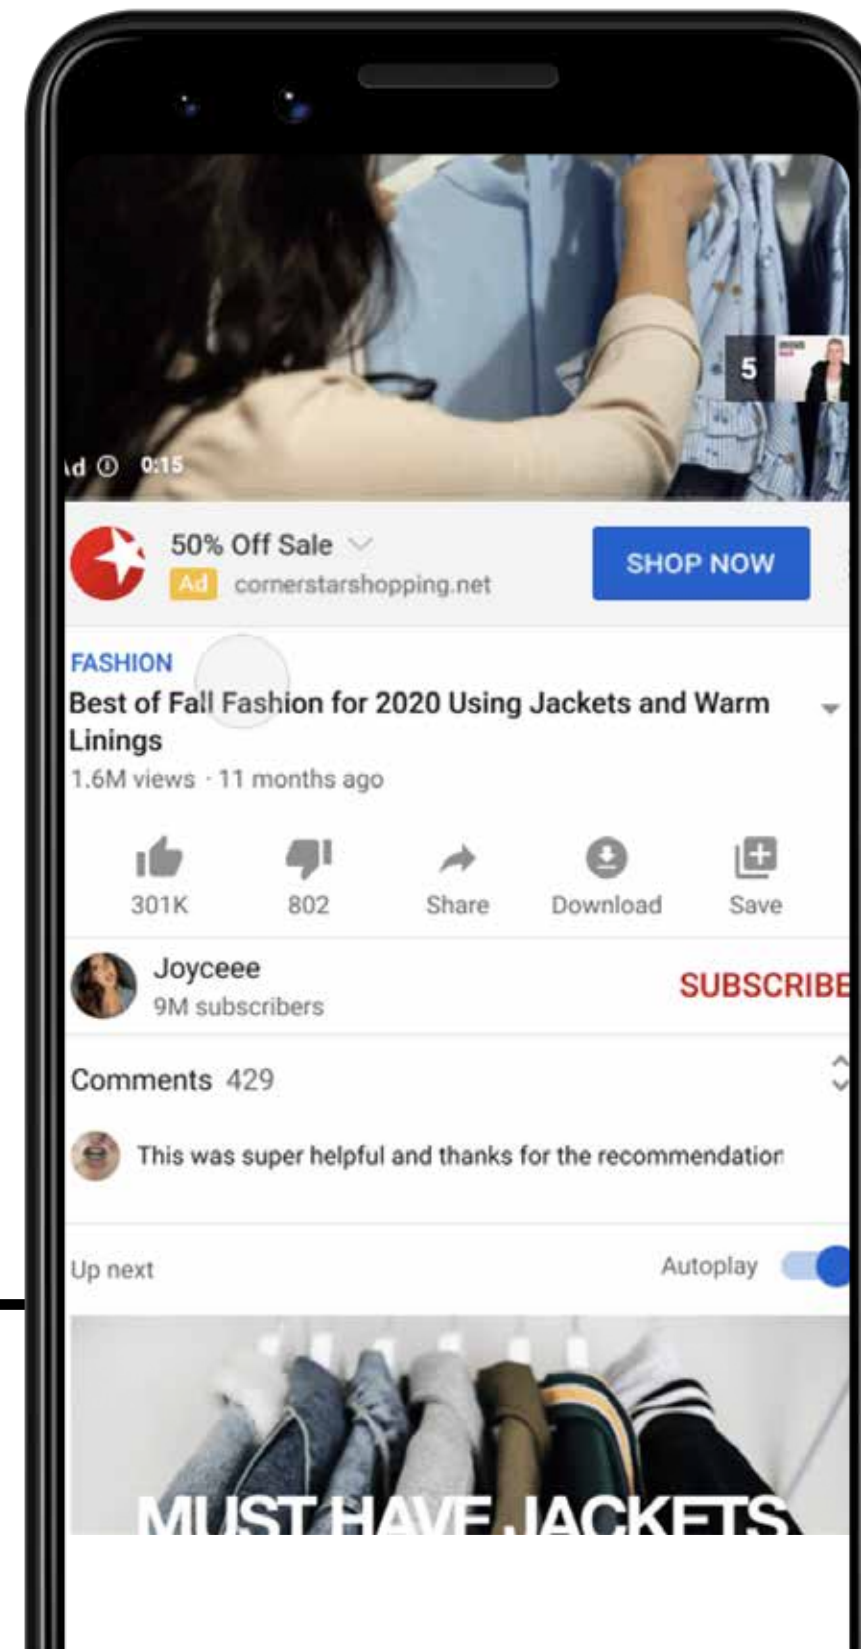 5
Ad 0:15
50% Off Sale
Ad cornerstarshopping.net
SHOP NOW
FASHION
Best of Fall Fashion for 2020 Using Jackets and Warm
Linings
1.6M views · 11 months ago
301K 802 Share Download Save
Joyceee
9M subscribers
SUBSCRIBE
Comments 429
This was super helpful and thanks for the recommendation
Up next
Autoplay
MUST HAVE JACKETS